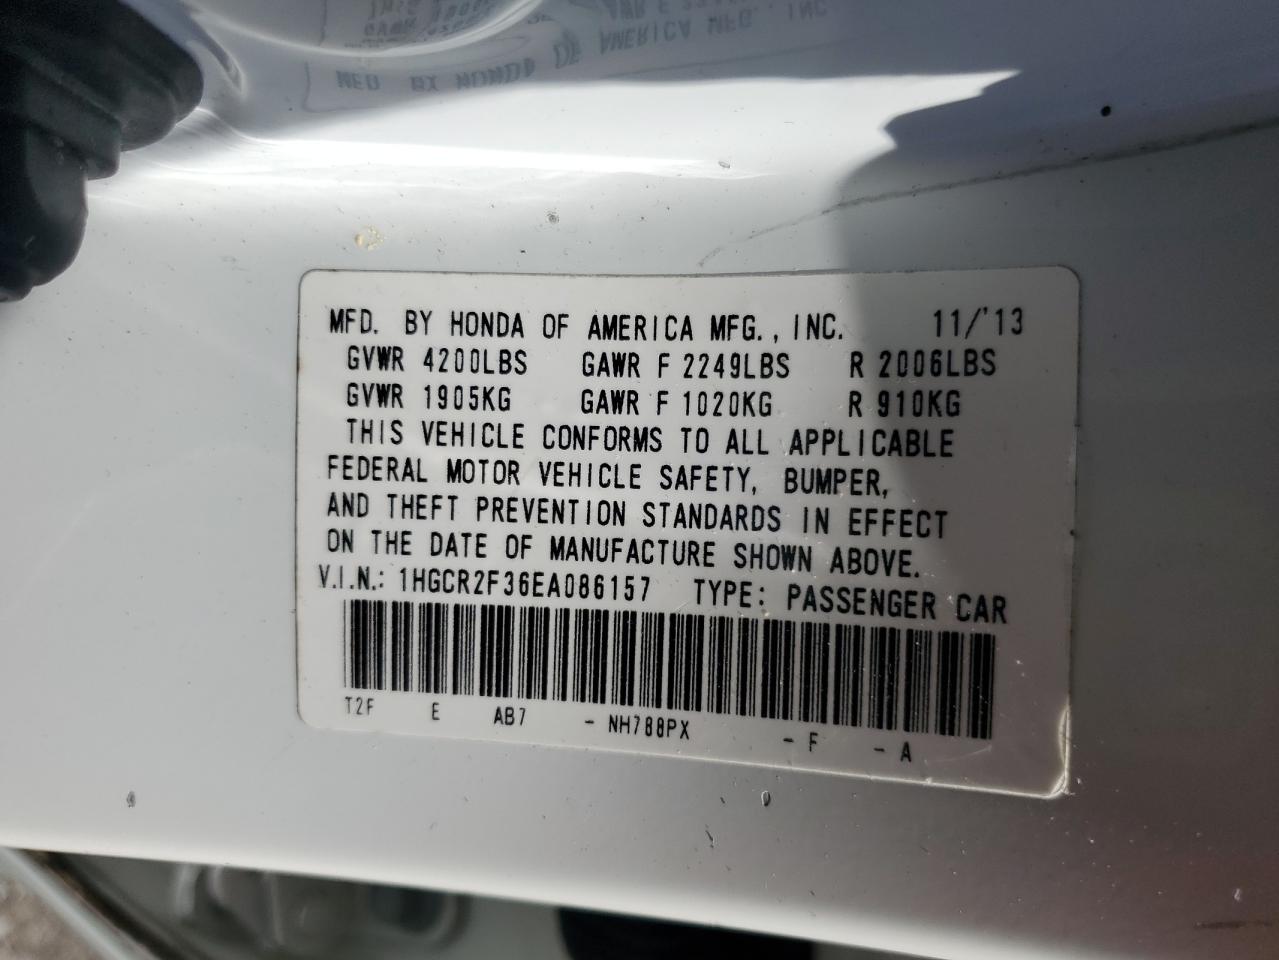 MFD. BY HONDA OF AMERICA MFG., INC. 11/'13
GVWR 4200LBS GAWR F 2249LBS R 2006LBS
GVWR 1905KG GAWR F 1020KG R 910KG
THIS VEHICLE CONFORMS TO ALL APPLICABLE
FEDERAL MOTOR VEHICLE SAFETY, BUMPER,
AND THEFT PREVENTION STANDARDS IN EFFECT
ON THE DATE OF MANUFACTURE SHOWN ABOVE.
V.I.N.: 1HGCR2F36EA086157 TYPE: PASSENGER CAR
T2F E AB7 - NH788PX - F - A